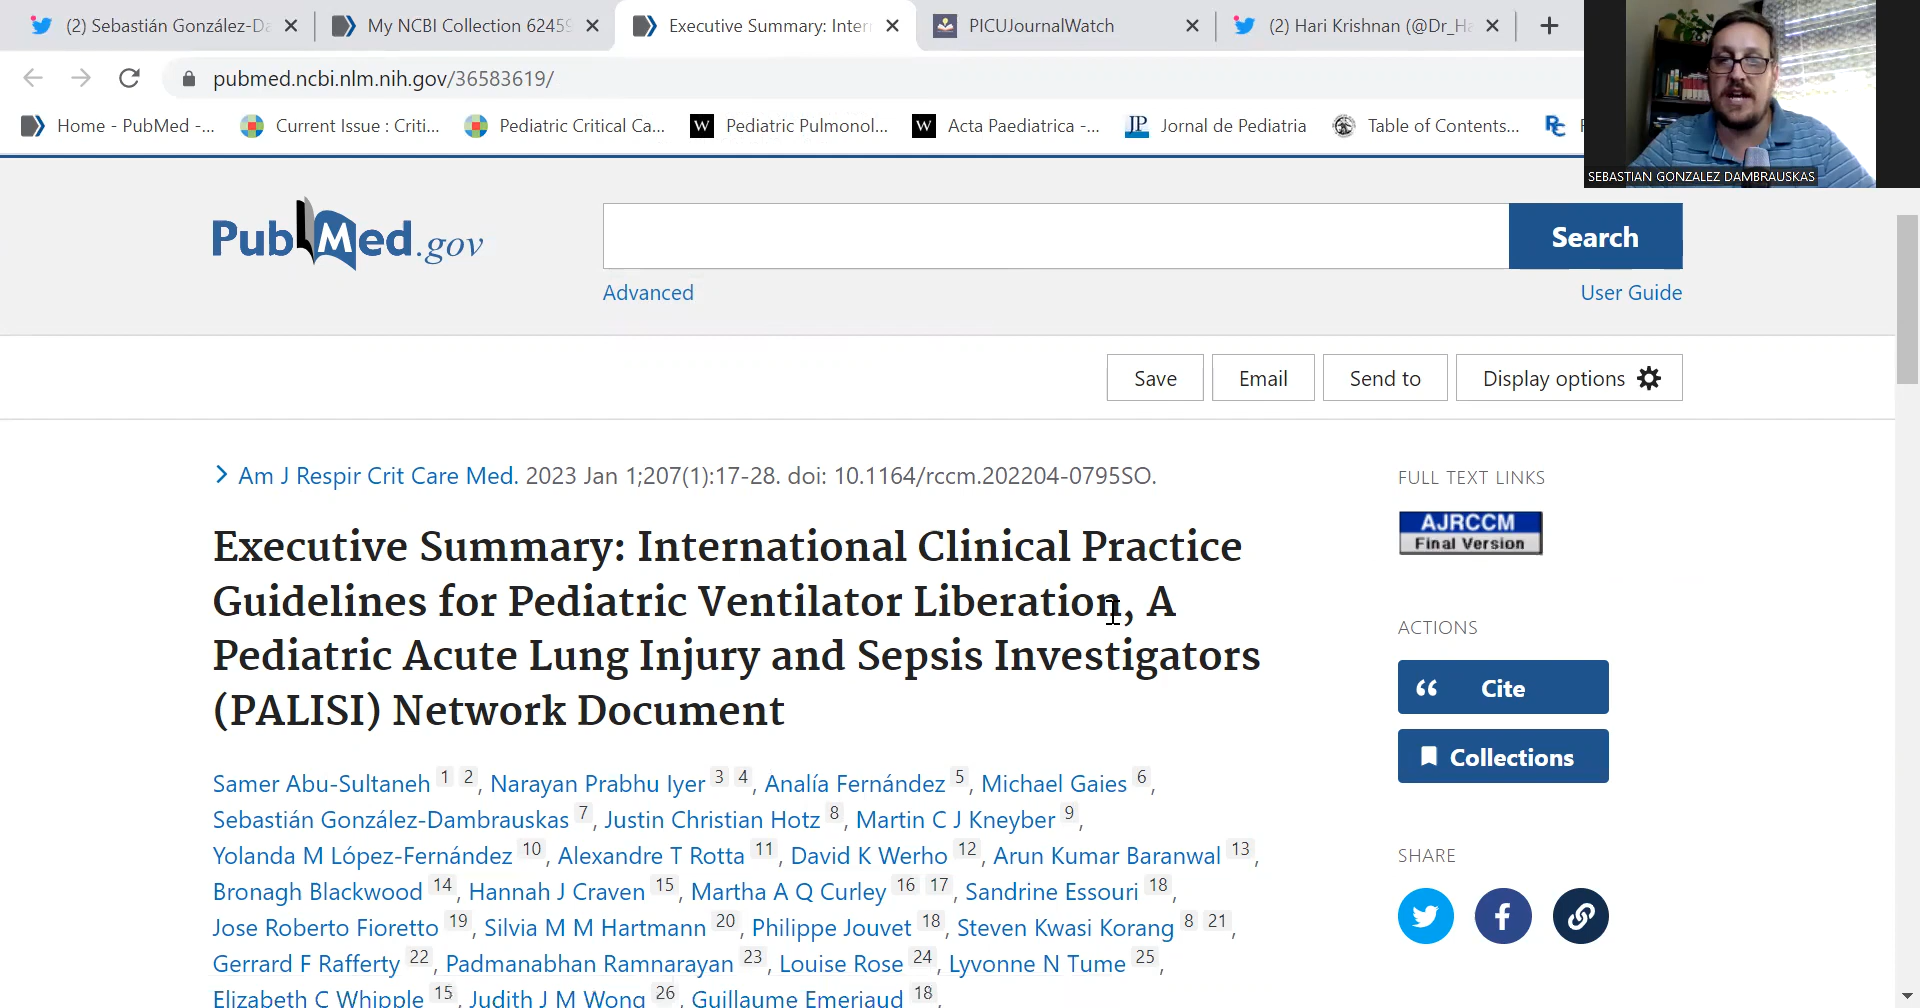 (2) Sebastián González-Da
My NCBI Collection 62459
Executive Summary: Inter
PICUJournalWatch
(2) Hari Krishnan (@Dr_Ha
pubmed.ncbi.nlm.nih.gov/36583619/
Home - PubMed -...
Current Issue : Criti...
Pediatric Critical Ca...
W Pediatric Pulmonol...
W Acta Paediatrica -...
JP Jornal de Pediatria
Table of Contents...
SEBASTIAN GONZALEZ DAMBRAUSKAS
PubMed.gov
Search
Advanced
User Guide
Save
Email
Send to
Display options
Am J Respir Crit Care Med. 2023 Jan 1;207(1):17-28. doi: 10.1164/rccm.202204-0795SO.
Executive Summary: International Clinical Practice
Guidelines for Pediatric Ventilator Liberation, A
Pediatric Acute Lung Injury and Sepsis Investigators
(PALISI) Network Document
Samer Abu-Sultaneh 1 2, Narayan Prabhu Iyer 3 4, Analía Fernández 5, Michael Gaies 6,
Sebastián González-Dambrauskas 7, Justin Christian Hotz 8, Martin C J Kneyber 9,
Yolanda M López-Fernández 10, Alexandre T Rotta 11, David K Werho 12, Arun Kumar Baranwal 13,
Bronagh Blackwood 14, Hannah J Craven 15, Martha A Q Curley 16 17, Sandrine Essouri 18,
Jose Roberto Fioretto 19, Silvia M M Hartmann 20, Philippe Jouvet 18, Steven Kwasi Korang 8 21,
Gerrard F Rafferty 22, Padmanabhan Ramnarayan 23, Louise Rose 24, Lyvonne N Tume 25,
Elizabeth C Whipple 15, Judith J M Wong 26, Guillaume Emeriaud 18,
FULL TEXT LINKS
AJRCCM
Final Version
ACTIONS
Cite
Collections
SHARE